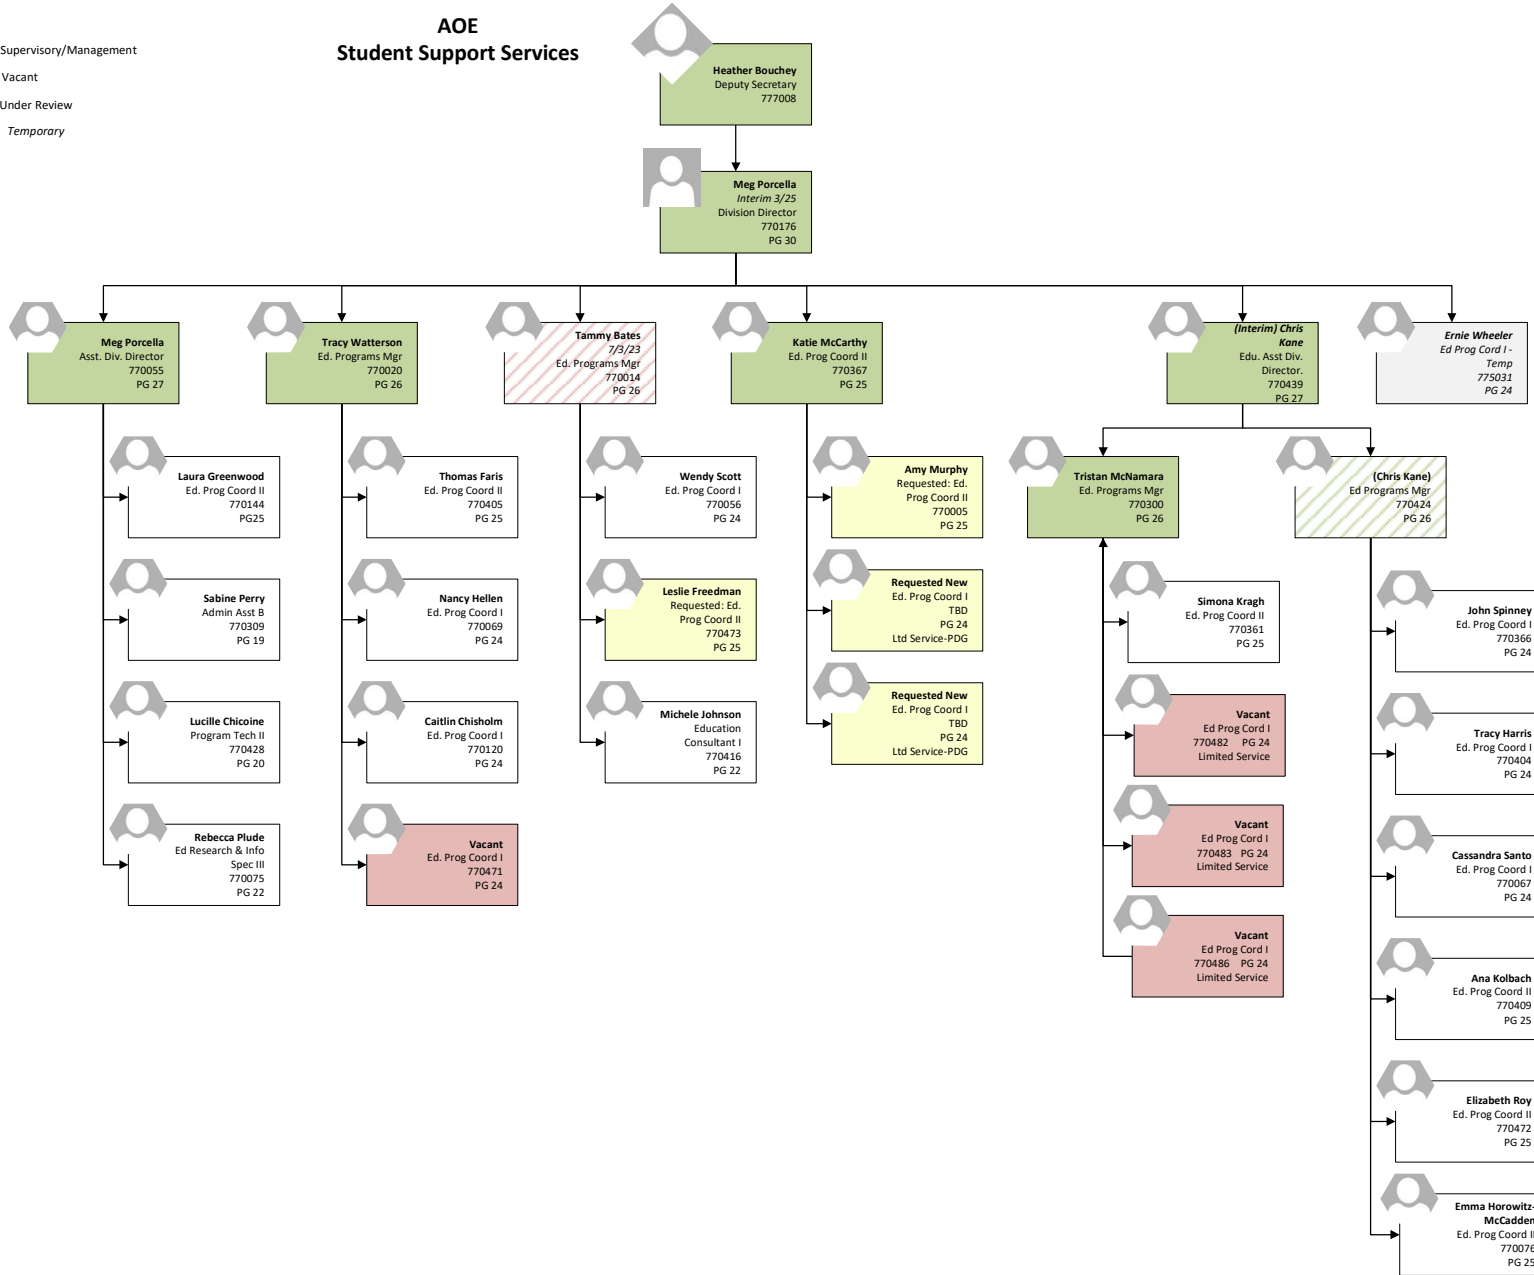 AOE
Student Support Services
Supervisory/Management
Vacant
Under Review
Temporary
Heather Bouchey
Deputy Secretary
777008
Meg Porcella
Interim 3/25
Division Director
770176
PG 30
Meg Porcella
Asst. Div. Director
770055
PG 27
Tracy Watterson
Ed. Programs Mgr
770020
PG 26
Tammy Bates
7/3/23
Ed. Programs Mgr
770014
PG 26
Katie McCarthy
Ed. Prog Coord II
770367
PG 25
(Interim) Chris
Kane
Edu. Asst Div.
Director.
770439
PG 27
Ernie Wheeler
Ed Prog Cord I -
Temp
775031
PG 24
Laura Greenwood
Ed. Prog Coord II
770144
PG25
Sabine Perry
Admin Asst B
770309
PG 19
Lucille Chicoine
Program Tech II
770428
PG 20
Rebecca Plude
Ed Research & Info
Spec III
770075
PG 22
Thomas Faris
Ed. Prog Coord II
770405
PG 25
Nancy Hellen
Ed. Prog Coord I
770069
PG 24
Caitlin Chisholm
Ed. Prog Coord I
770120
PG 24
Vacant
Ed. Prog Coord I
770471
PG 24
Wendy Scott
Ed. Prog Coord I
770056
PG 24
Leslie Freedman
Requested: Ed.
Prog Coord II
770473
PG 25
Michele Johnson
Education
Consultant I
770416
PG 22
Amy Murphy
Requested: Ed.
Prog Coord II
770005
PG 25
Requested New
Ed. Prog Coord I
TBD
PG 24
Ltd Service-PDG
Requested New
Ed. Prog Coord I
TBD
PG 24
Ltd Service-PDG
Tristan McNamara
Ed. Programs Mgr
770300
PG 26
Simona Kragh
Ed. Prog Coord II
770361
PG 25
Vacant
Ed Prog Cord I
770482 PG 24
Limited Service
Vacant
Ed Prog Cord I
770483 PG 24
Limited Service
Vacant
Ed Prog Cord I
770486 PG 24
Limited Service
(Chris Kane)
Ed Programs Mgr
770424
PG 26
John Spinney
Ed. Prog Coord I
770366
PG 24
Tracy Harris
Ed. Prog Coord I
770404
PG 24
Cassandra Santo
Ed. Prog Coord I
770067
PG 24
Ana Kolbach
Ed. Prog Coord II
770409
PG 25
Elizabeth Roy
Ed. Prog Coord II
770472
PG 25
Emma Horowitz-
McCadden
Ed. Prog Coord II
770076
PG 25